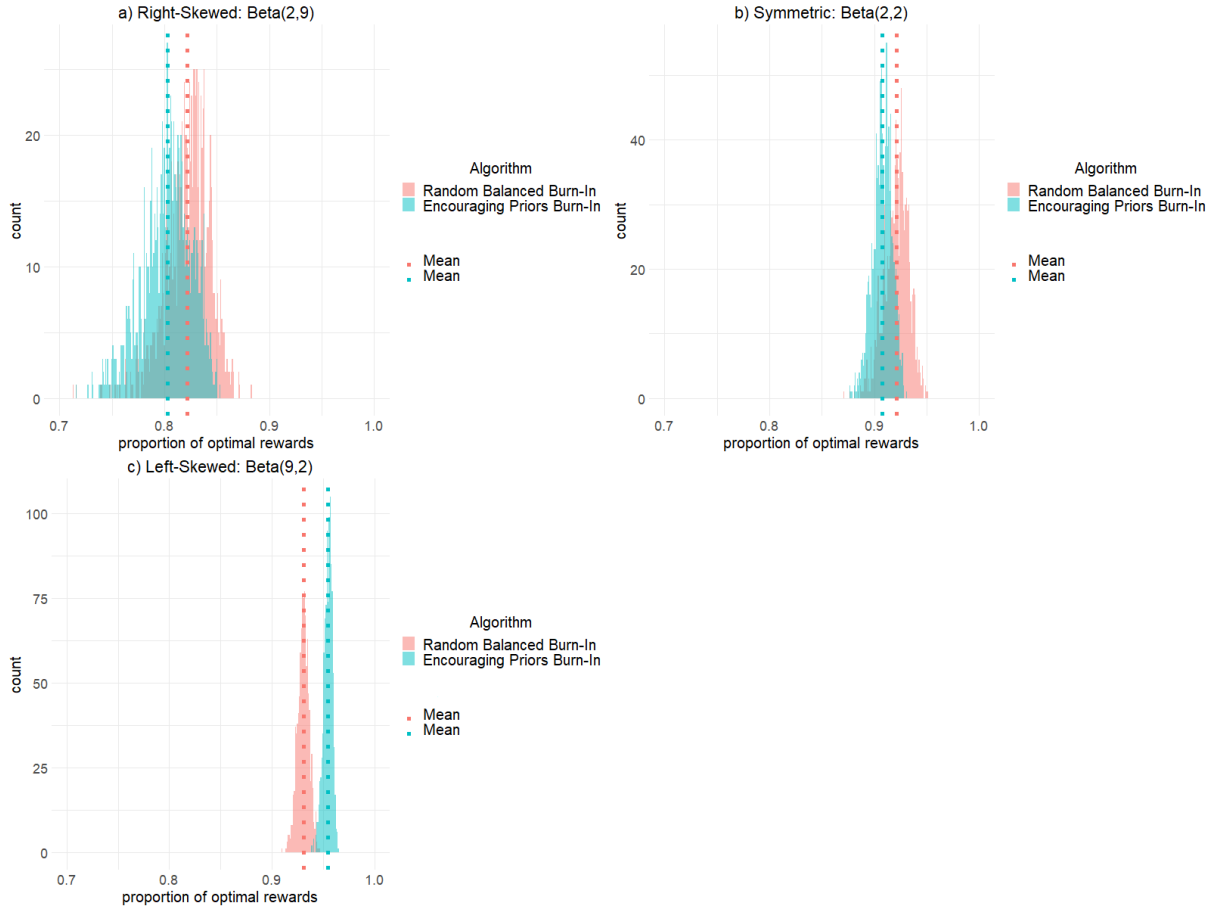 a) Right-Skewed: Beta(2,9)
20
10
0
count
0.7
0.8
0.9
1.0
proportion of optimal rewards
Algorithm
Random Balanced Burn-In
Encouraging Priors Burn-In
Mean
Mean
b) Symmetric: Beta(2,2)
40
20
0
count
0.7
0.8
0.9
1.0
proportion of optimal rewards
Algorithm
Random Balanced Burn-In
Encouraging Priors Burn-In
Mean
Mean
c) Left-Skewed: Beta(9,2)
100
75
50
25
0
count
0.7
0.8
0.9
1.0
proportion of optimal rewards
Algorithm
Random Balanced Burn-In
Encouraging Priors Burn-In
Mean
Mean